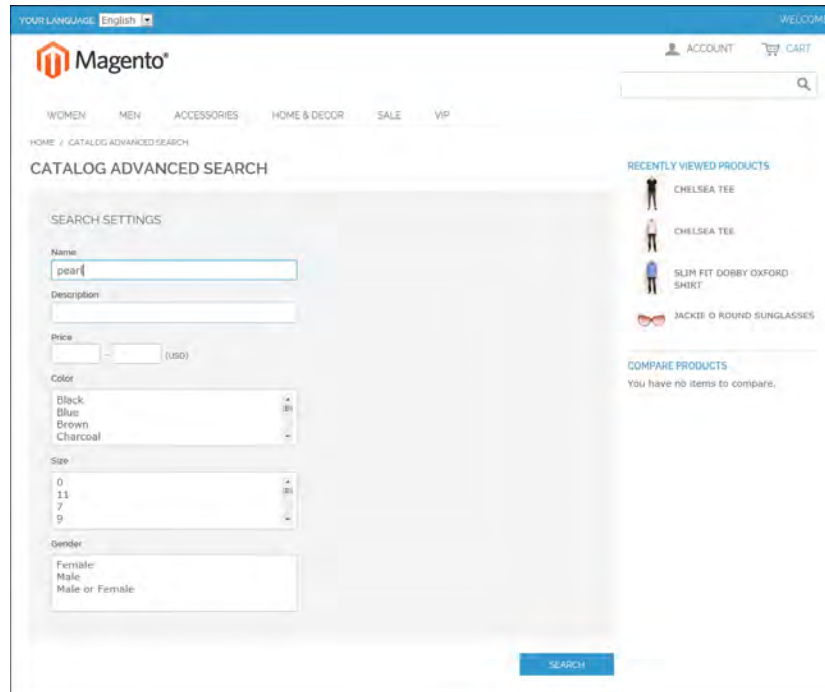 YOUR LANGUAGE: English
WELCOME
Magento®
ACCOUNT CART
WOMEN MEN ACCESSORIES HOME & DECOR SALE VIP
HOME / CATALOG ADVANCED SEARCH
CATALOG ADVANCED SEARCH
SEARCH SETTINGS
Name
pearl
Description
Price
– (USD)
Color
Black
Blue
Brown
Charcoal
Size
0
11
7
9
Gender
Female
Male
Male or Female
SEARCH
RECENTLY VIEWED PRODUCTS
CHELSEA TEE
CHELSEA TEE
SLIM FIT DOBBY OXFORD
SHIRT
JACKIE O ROUND SUNGLASSES
COMPARE PRODUCTS
You have no items to compare.